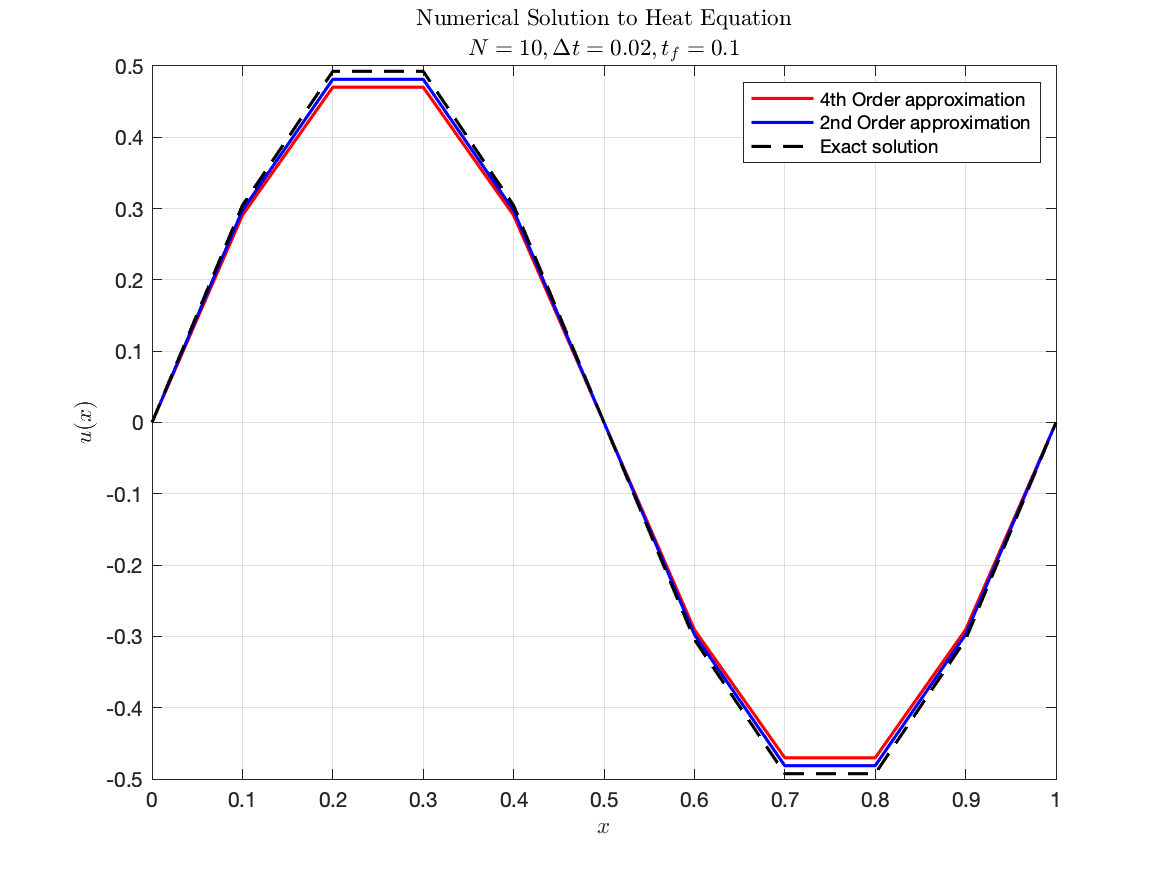 Numerical Solution to Heat Equation
N = 10, Δt = 0.02, t_f = 0.1
4th Order approximation
2nd Order approximation
Exact solution
0.5
0.4
0.3
0.2
0.1
0
-0.1
-0.2
-0.3
-0.4
-0.5
u(x)
0 0.1 0.2 0.3 0.4 0.5 0.6 0.7 0.8 0.9 1
x